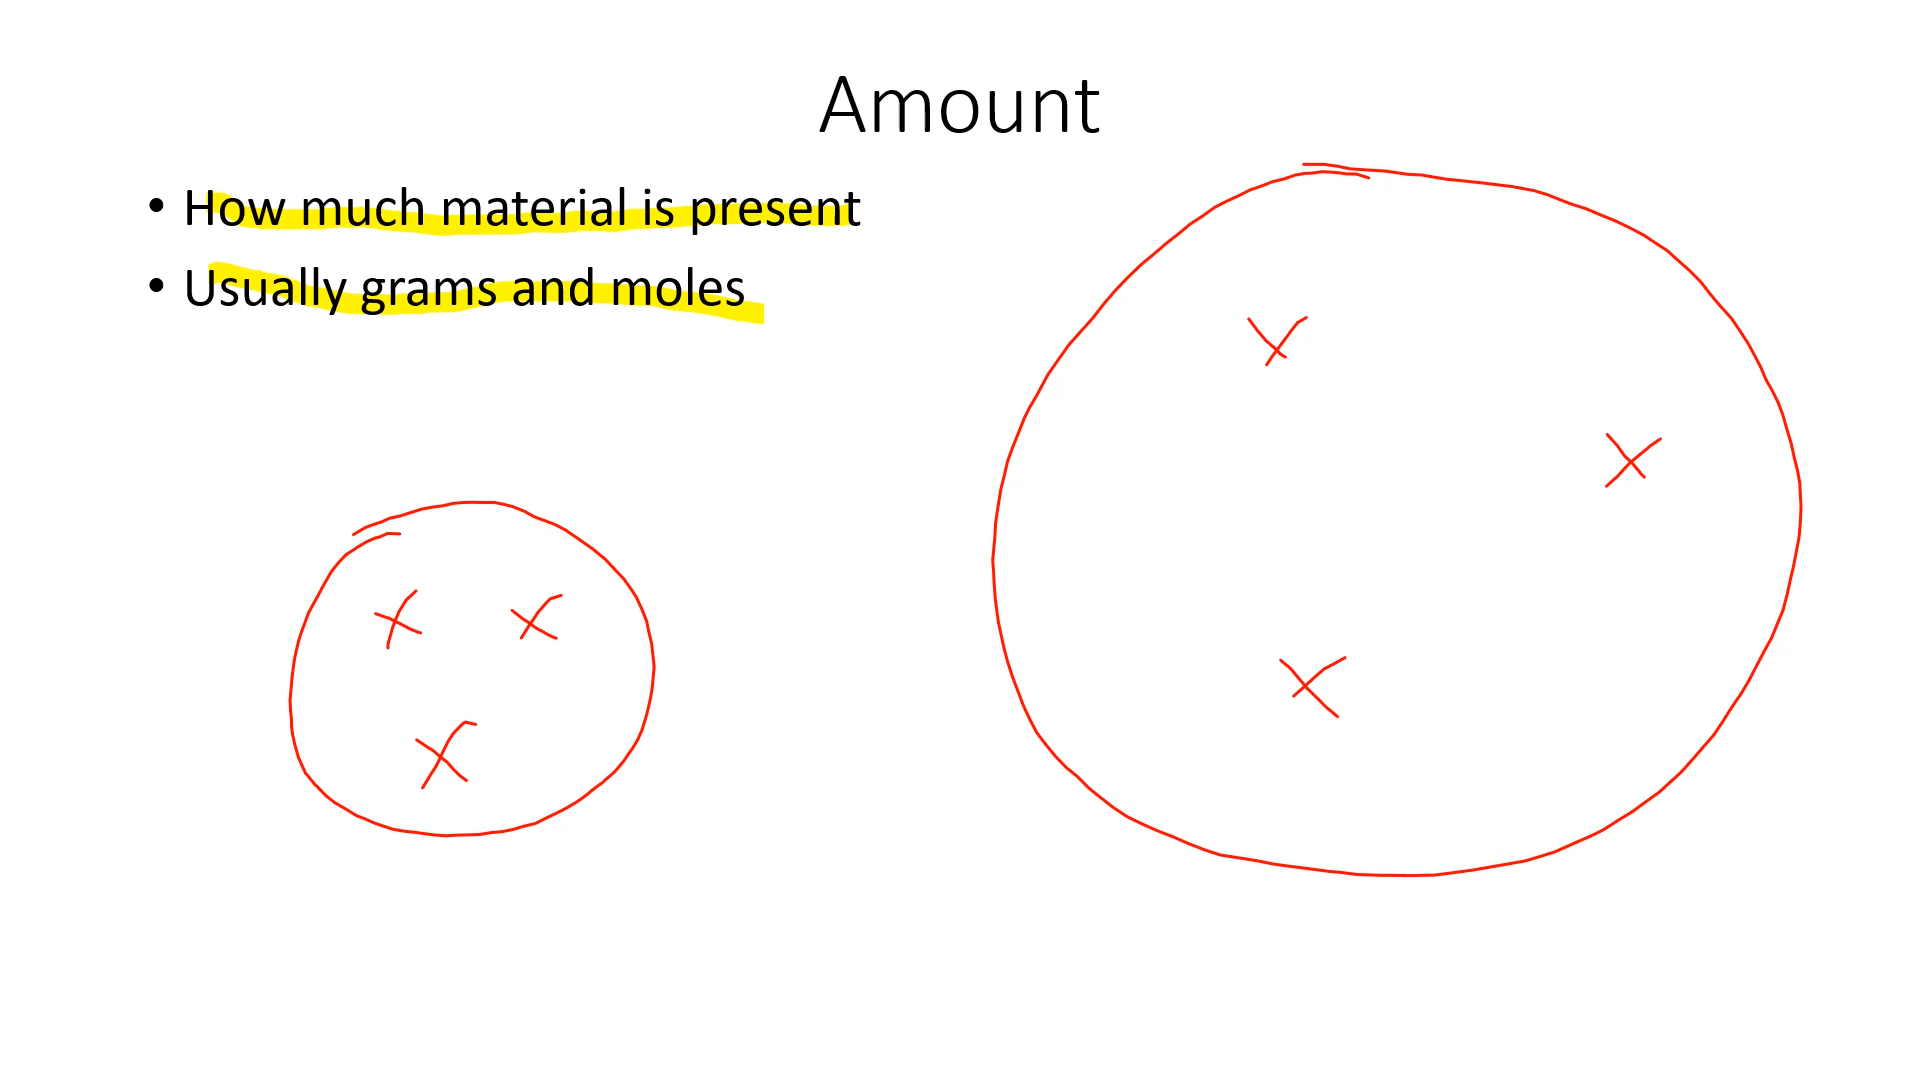 Amount
• How much material is present
• Usually grams and moles